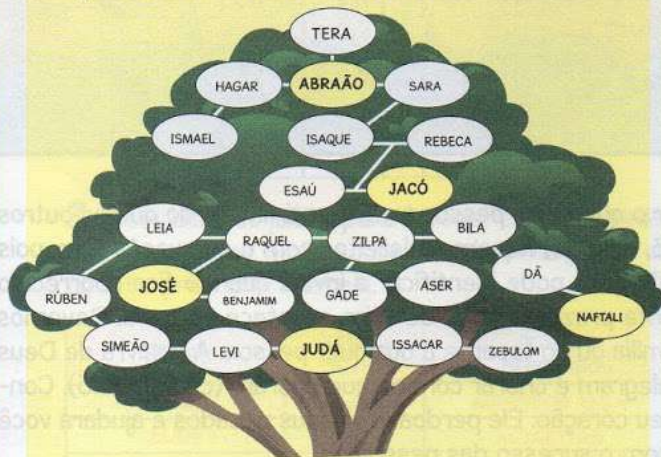 TERA
HAGAR ABRAÃO SARA
ISMAEL ISAQUE REBECA
ESAÚ JACÓ
LEIA RAQUEL ZILPA BILA
RÚBEN JOSÉ BENJAMIM GADE ASER DÃ NAFTALI
SIMEÃO LEVI JUDÁ ISSACAR ZEBULOM